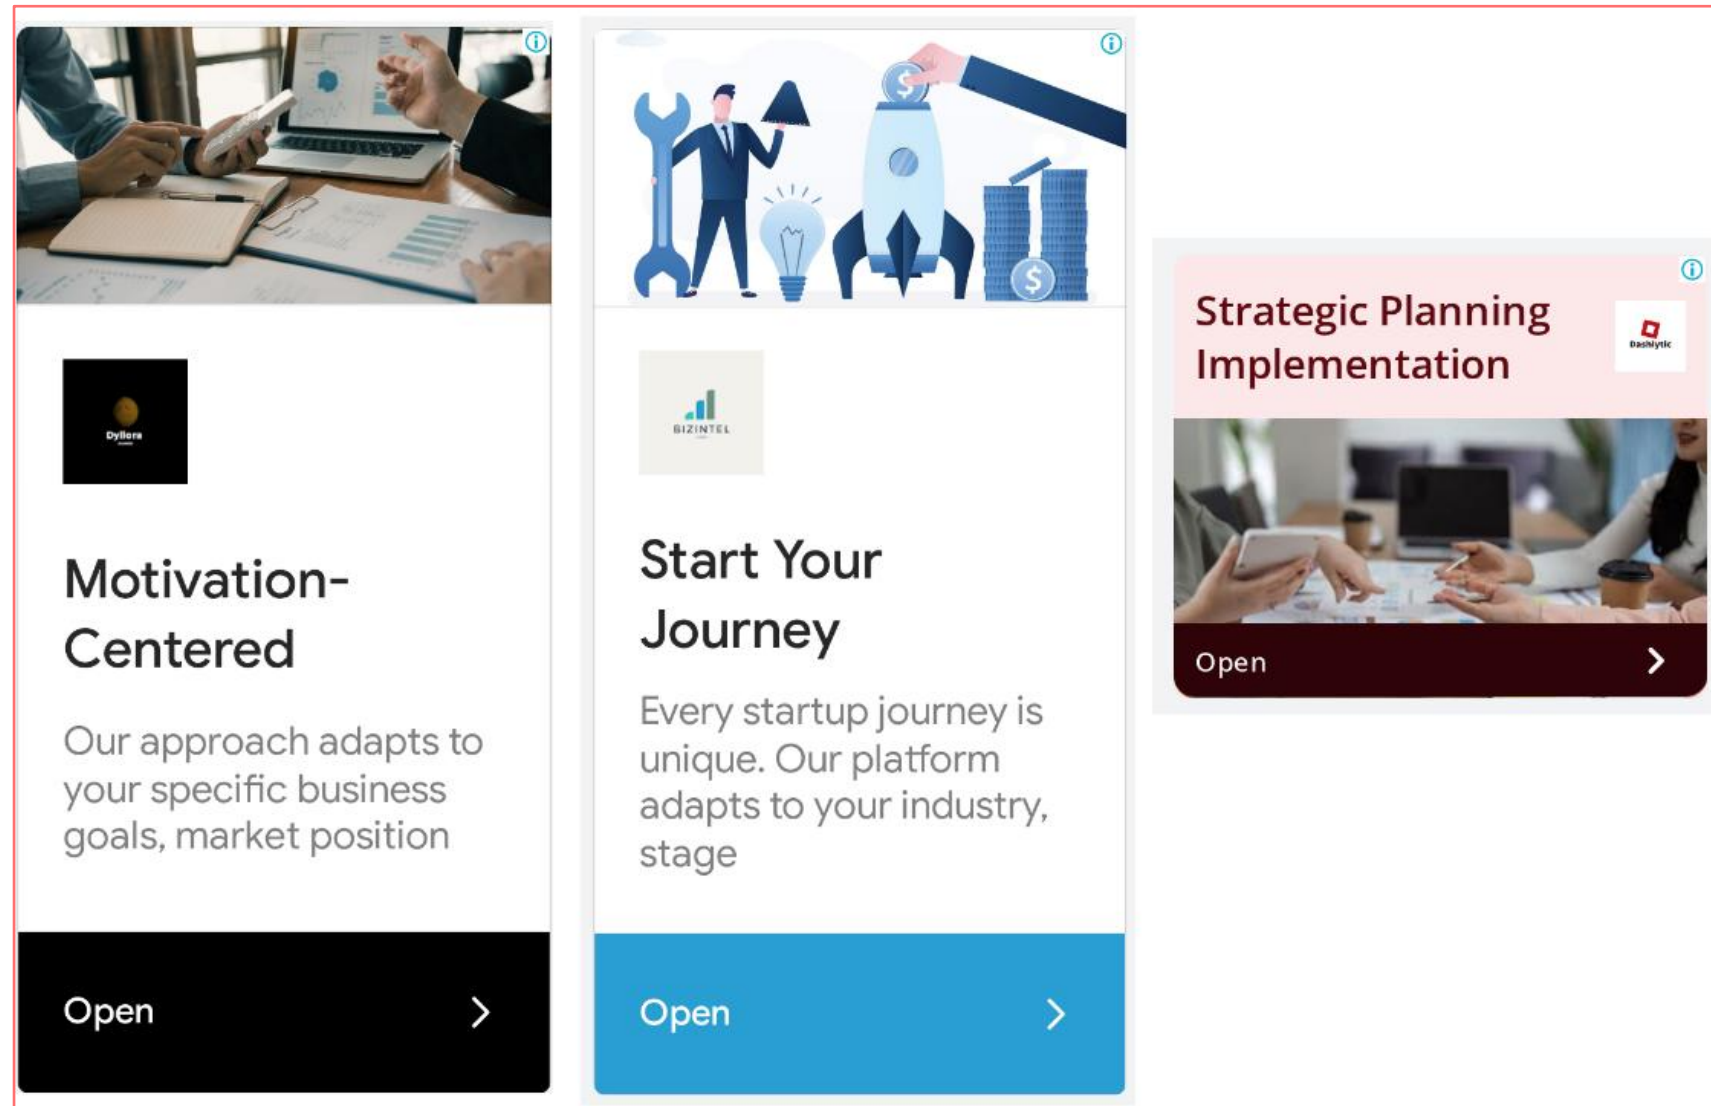 Dyllora
Motivation-
Centered
Our approach adapts to
your specific business
goals, market position
Open
$
$
BIZINTEL
Start Your
Journey
Every startup journey is
unique. Our platform
adapts to your industry,
stage
Open
Strategic Planning
Implementation
Dashlytic
Open